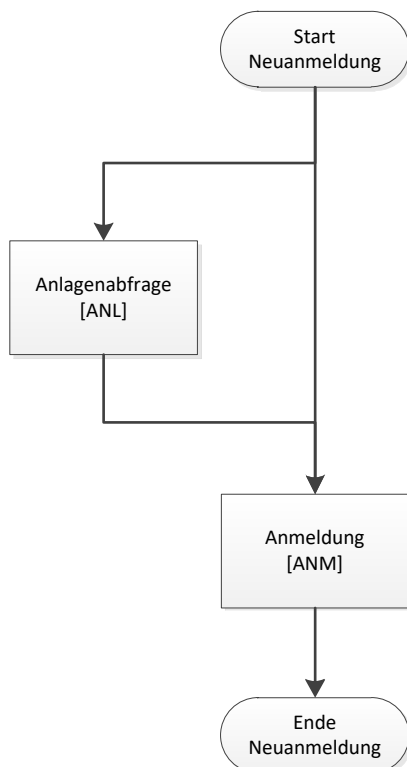 Start
Neuanmeldung
Anlagenabfrage
[ANL]
Anmeldung
[ANM]
Ende
Neuanmeldung